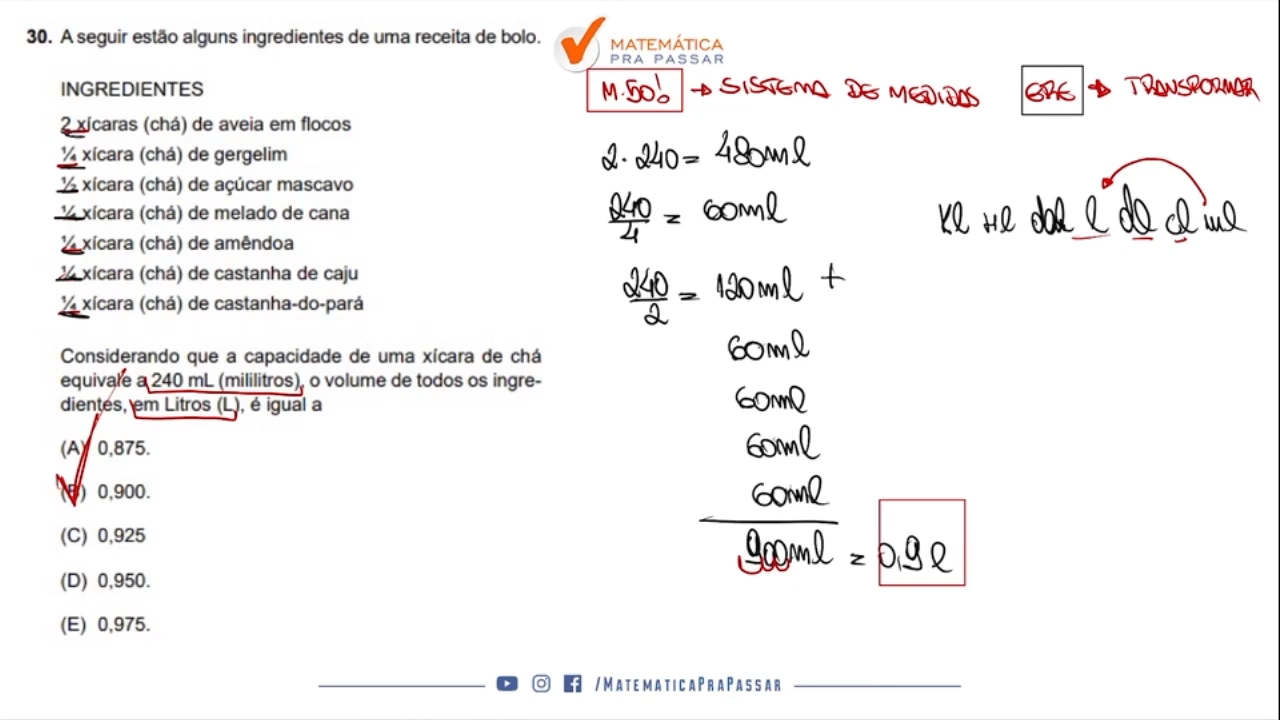 30. A seguir estão alguns ingredientes de uma receita de bolo.
INGREDIENTES
2 xícaras (chá) de aveia em flocos
¼ xícara (chá) de gergelim
½ xícara (chá) de açúcar mascavo
¼ xícara (chá) de melado de cana
¼ xícara (chá) de amêndoa
¼ xícara (chá) de castanha de caju
¼ xícara (chá) de castanha-do-pará
Considerando que a capacidade de uma xícara de chá
equivale a 240 mL (mililitros), o volume de todos os ingre-
dientes, em Litros (L), é igual a
(A) 0,875.
(B) 0,900.
(C) 0,925
(D) 0,950.
(E) 0,975.
MATEMÁTICA
PRA PASSAR
M.50! → SISTEMA DE MEDIDAS
→ TRANSFORMAR
2 · 240 = 480ml
240/4 = 60ml
240/2 = 120ml +
60ml
60ml
60ml
60ml
900ml = 0,9l
Kl Hl dal l dl cl ml
/MatematicaPraPassar